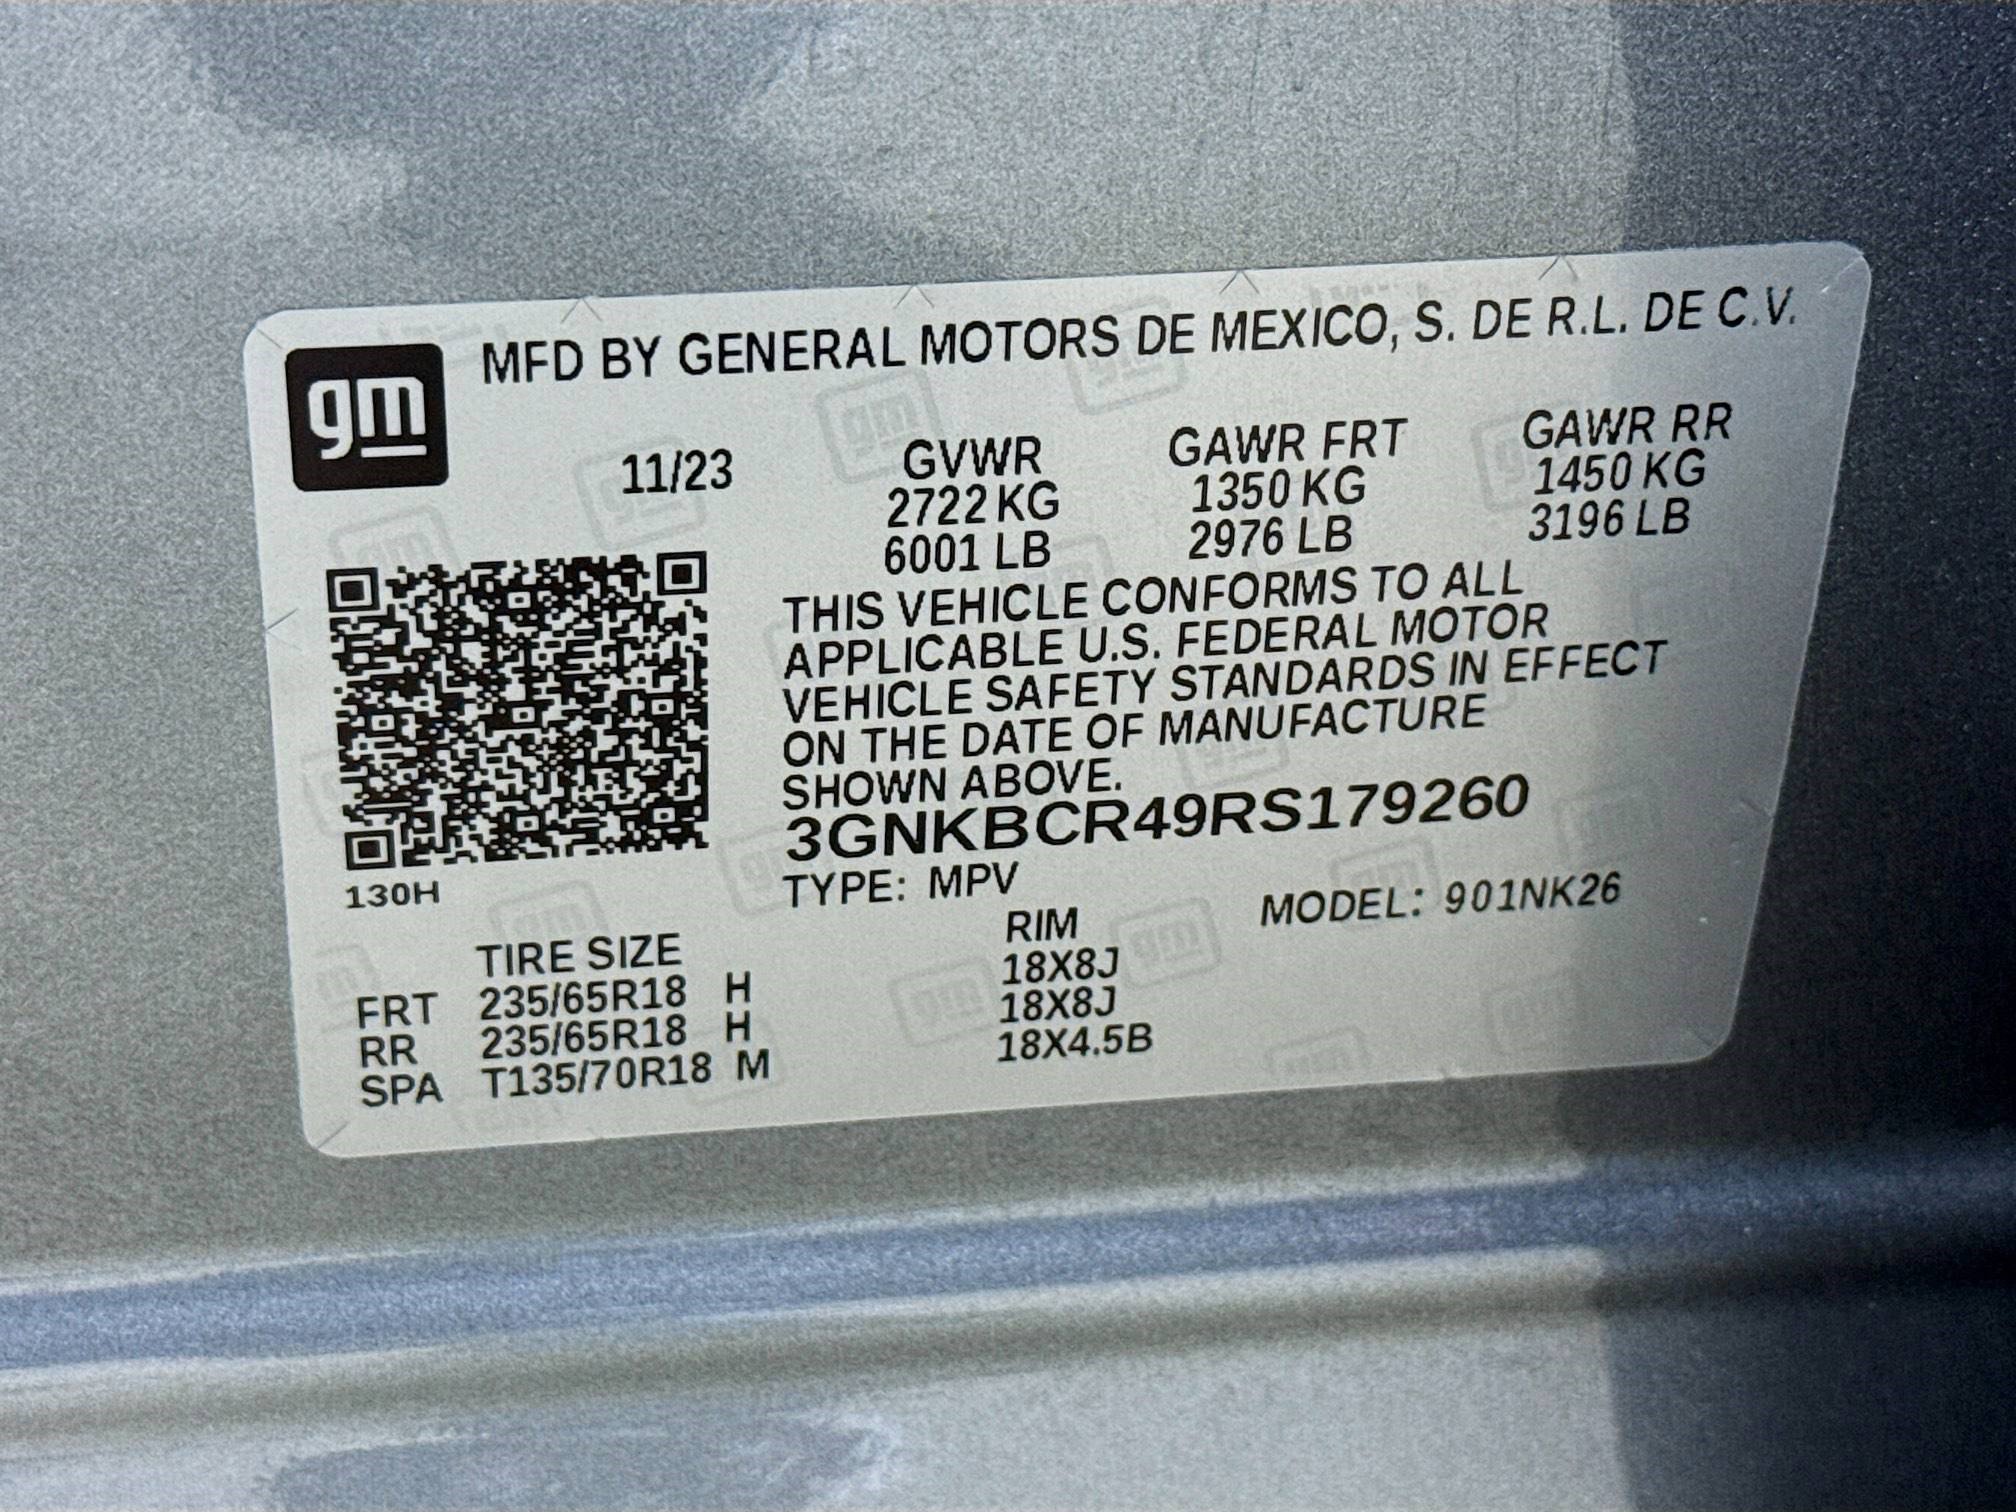 gm
MFD BY GENERAL MOTORS DE MEXICO, S. DE R.L. DE C.V.
11/23
GVWR GAWR FRT GAWR RR
2722 KG 1350 KG 1450 KG
6001 LB 2976 LB 3196 LB
THIS VEHICLE CONFORMS TO ALL
APPLICABLE U.S. FEDERAL MOTOR
VEHICLE SAFETY STANDARDS IN EFFECT
ON THE DATE OF MANUFACTURE
SHOWN ABOVE.
3GNKBCR49RS179260
130H
TYPE: MPV MODEL: 901NK26
TIRE SIZE RIM
FRT 235/65R18 H 18X8J
RR 235/65R18 H 18X8J
SPA T135/70R18 M 18X4.5B